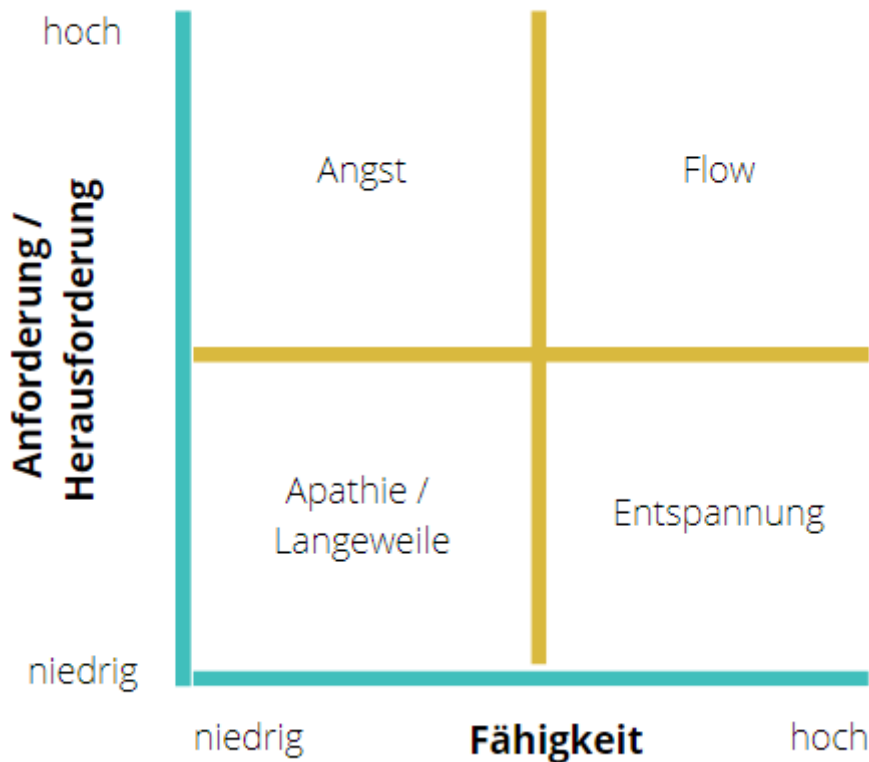 hoch
Anforderung /
Herausforderung
Angst
Flow
Apathie /
Langeweile
Entspannung
niedrig
niedrig
Fähigkeit
hoch